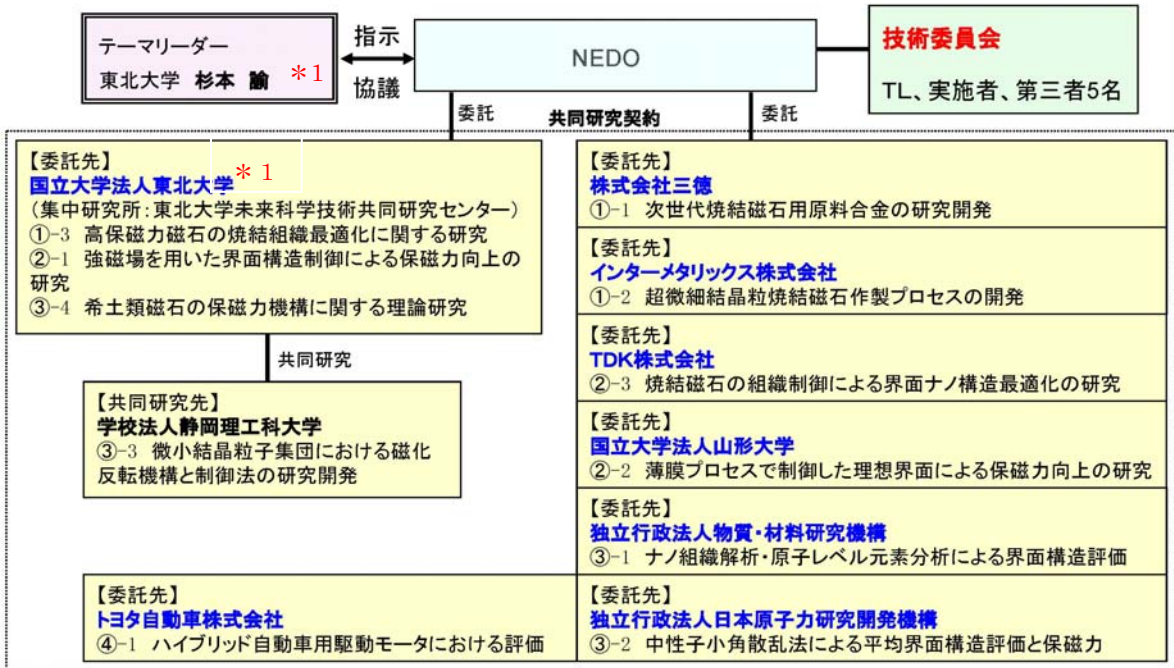 テーマリーダー
東北大学 杉本 諭 *1
指示
協議
NEDO
技術委員会
TL、実施者、第三者5名
委託
共同研究契約
委託
【委託先】
国立大学法人東北大学 *1
(集中研究所:東北大学未来科学技術共同研究センター)
①-3 高保磁力磁石の焼結組織最適化に関する研究
②-1 強磁場を用いた界面構造制御による保磁力向上の
研究
③-4 希土類磁石の保磁力機構に関する理論研究
共同研究
【共同研究先】
学校法人静岡理工科大学
③-3 微小結晶粒子集団における磁化
反転機構と制御法の研究開発
【委託先】
トヨタ自動車株式会社
④-1 ハイブリッド自動車用駆動モータにおける評価
【委託先】
株式会社三徳
①-1 次世代焼結磁石用原料合金の研究開発
【委託先】
インターメタリックス株式会社
①-2 超微細結晶粒焼結磁石作製プロセスの開発
【委託先】
TDK株式会社
②-3 焼結磁石の組織制御による界面ナノ構造最適化の研究
【委託先】
国立大学法人山形大学
②-2 薄膜プロセスで制御した理想界面による保磁力向上の研究
【委託先】
独立行政法人物質・材料研究機構
③-1 ナノ組織解析・原子レベル元素分析による界面構造評価
【委託先】
独立行政法人日本原子力研究開発機構
③-2 中性子小角散乱法による平均界面構造評価と保磁力